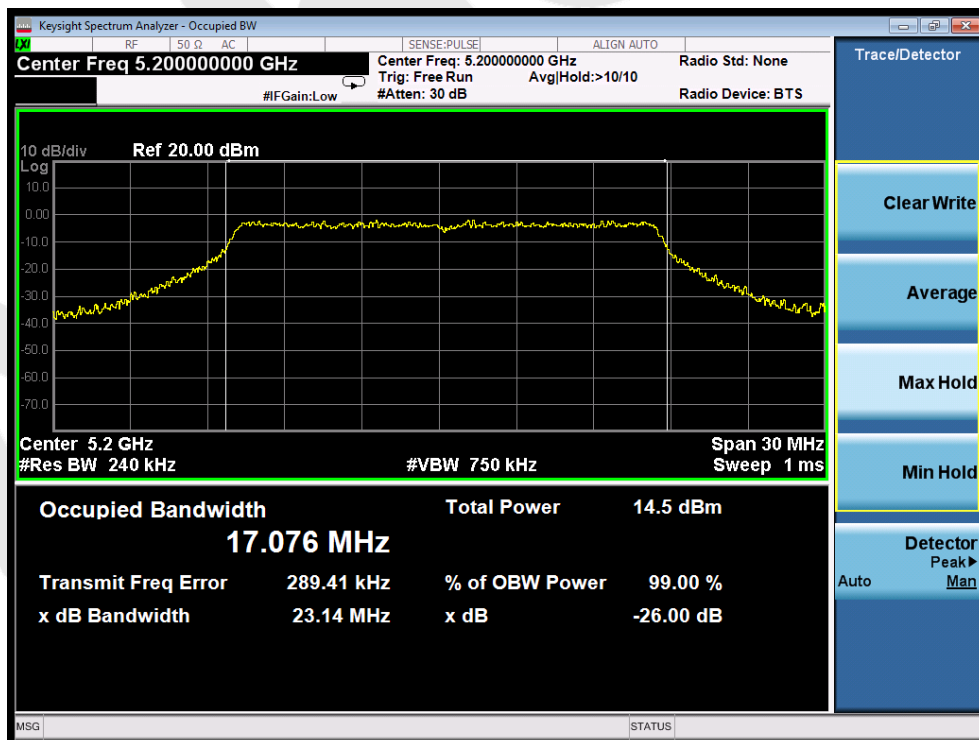 Keysight Spectrum Analyzer - Occupied BW
LXI RF 50 Ω AC SENSE:PULSE ALIGN AUTO
Center Freq 5.200000000 GHz
Center Freq: 5.200000000 GHz Radio Std: None
Trig: Free Run Avg|Hold:>10/10
#IFGain:Low #Atten: 30 dB Radio Device: BTS
Trace/Detector
10 dB/div Ref 20.00 dBm
Log
10.0
0.00
-10.0
-20.0
-30.0
-40.0
-50.0
-60.0
-70.0
Center 5.2 GHz Span 30 MHz
#Res BW 240 kHz #VBW 750 kHz Sweep 1 ms
Occupied Bandwidth Total Power 14.5 dBm
17.076 MHz
Transmit Freq Error 289.41 kHz % of OBW Power 99.00 %
x dB Bandwidth 23.14 MHz x dB -26.00 dB
Clear Write
Average
Max Hold
Min Hold
Detector
Peak▶
Auto Man
MSG STATUS